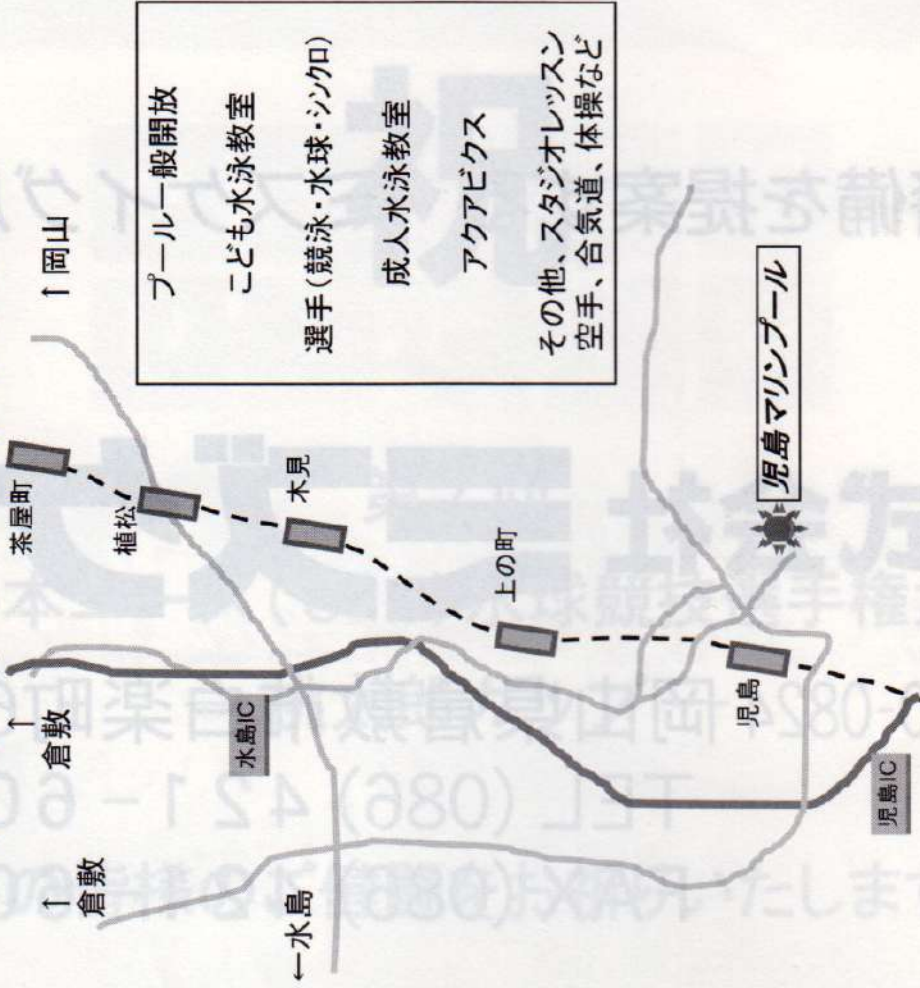 ↑岡山
↑
倉敷
↑
倉敷
←水島
茶屋町
植松
木見
上の町
児島
水島IC
児島IC
児島マリンプール
プール一般開放
こども水泳教室
選手（競泳・水球・シンクロ）
成人水泳教室
アクアビクス
その他、スタジオレッスン
空手、合気道、体操など